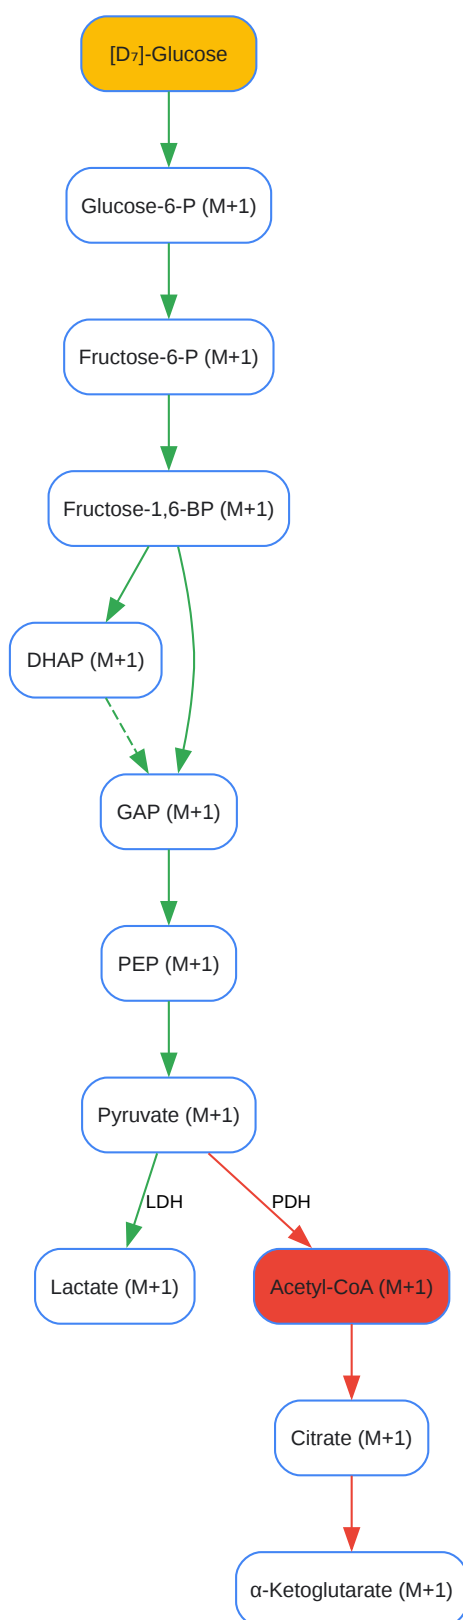 [D₇]-Glucose
Glucose-6-P (M+1)
Fructose-6-P (M+1)
Fructose-1,6-BP (M+1)
DHAP (M+1)
GAP (M+1)
PEP (M+1)
Pyruvate (M+1)
LDH
PDH
Lactate (M+1)
Acetyl-CoA (M+1)
Citrate (M+1)
α-Ketoglutarate (M+1)